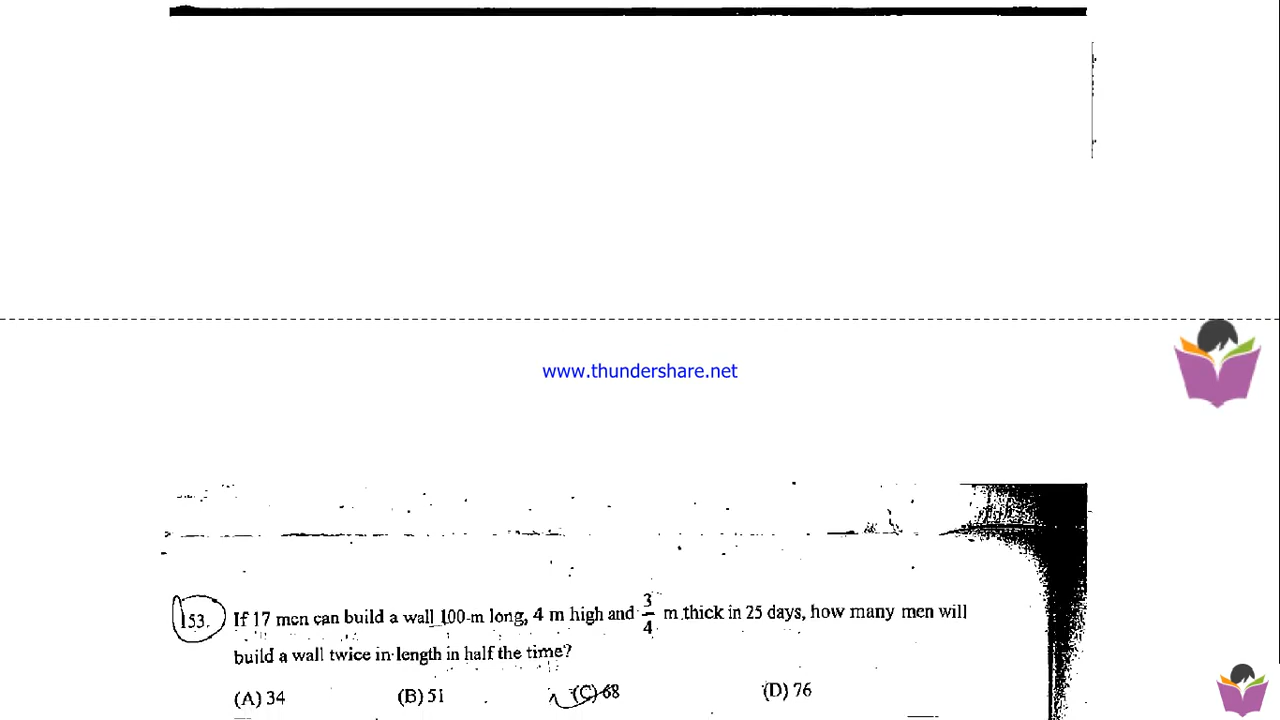 www.thundershare.net
153. If 17 men can build a wall 100 m long, 4 m high and 3/4 m thick in 25 days, how many men will
build a wall twice in length in half the time?
(A) 34 (B) 51 (C) 68 (D) 76